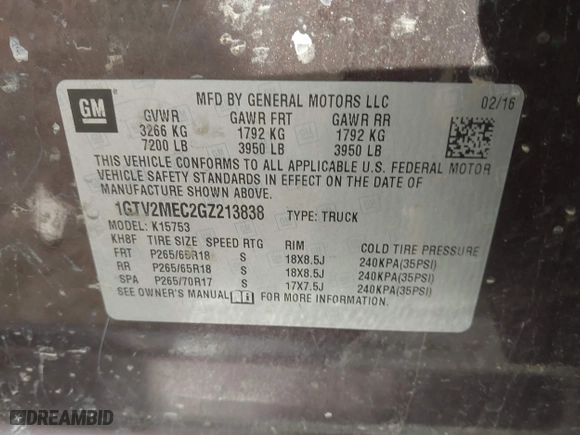 GM
MFD BY GENERAL MOTORS LLC 02/16
GVWR GAWR FRT GAWR RR
3266 KG 1792 KG 1792 KG
7200 LB 3950 LB 3950 LB
THIS VEHICLE CONFORMS TO ALL APPLICABLE U.S. FEDERAL MOTOR
VEHICLE SAFETY STANDARDS IN EFFECT ON THE DATE OF
MANUFACTURE SHOWN ABOVE.
1GTV2MEC2GZ213838 TYPE: TRUCK
MODEL: K15753
KH8F TIRE SIZE SPEED RTG RIM COLD TIRE PRESSURE
FRT P265/65R18 S 18X8.5J 240KPA(35PSI)
RR P265/65R18 S 18X8.5J 240KPA(35PSI)
SPA P265/70R17 S 17X7.5J 240KPA(35PSI)
SEE OWNER'S MANUAL FOR MORE INFORMATION.
DREAMBID